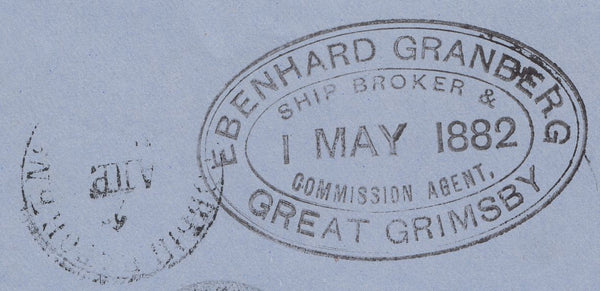 EBENHARD GRANBERG
SHIP BROKER &
1 MAY 1882
COMMISSION AGENT,
GREAT GRIMSBY